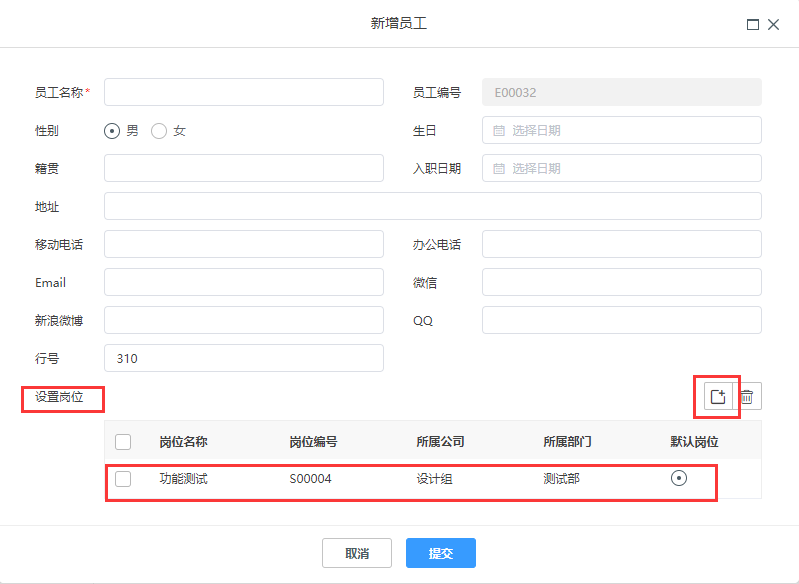 新增员工
员工名称* 员工编号 E00032
性别 男 女 生日 选择日期
籍贯 入职日期 选择日期
地址
移动电话 办公电话
Email 微信
新浪微博 QQ
行号 310
设置岗位
岗位名称 岗位编号 所属公司 所属部门 默认岗位
功能测试 S00004 设计组 测试部
取消 提交